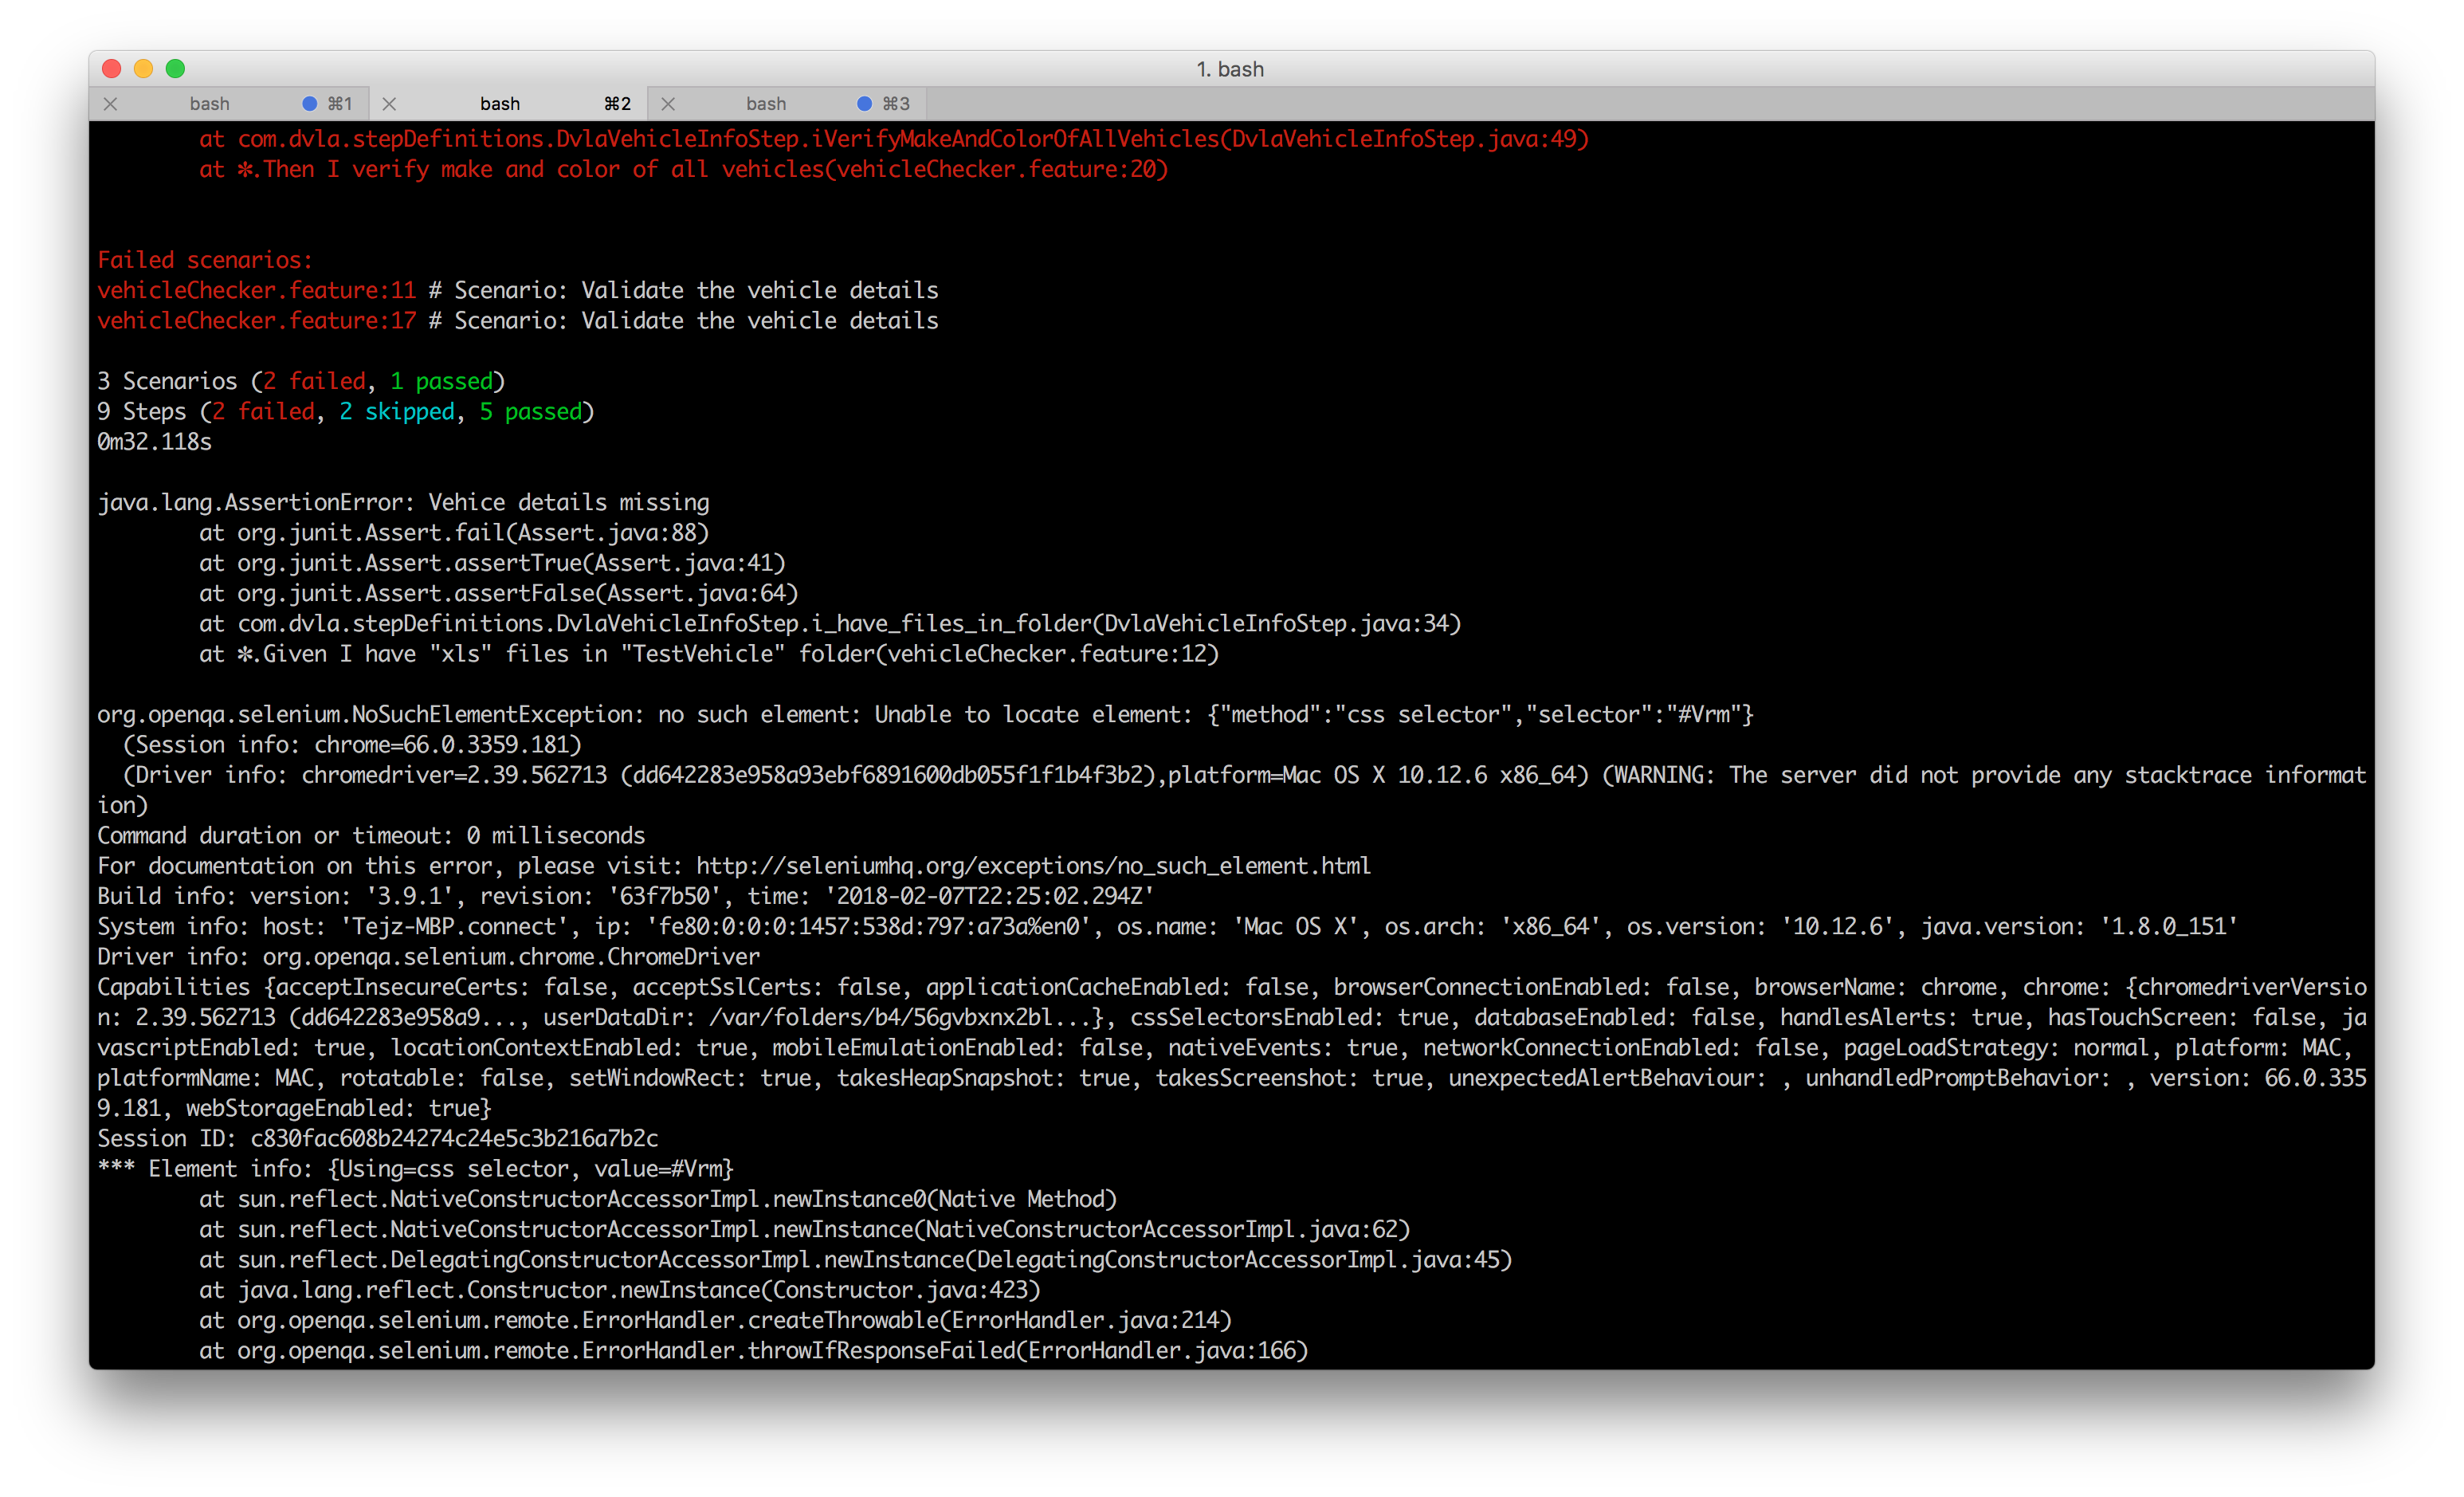 1. bash
bash ⌘1 bash ⌘2 bash ⌘3
at com.dvla.stepDefinitions.DvlaVehicleInfoStep.iVerifyMakeAndColorOfAllVehicles(DvlaVehicleInfoStep.java:49)
at ✽.Then I verify make and color of all vehicles(vehicleChecker.feature:20)
Failed scenarios:
vehicleChecker.feature:11 # Scenario: Validate the vehicle details
vehicleChecker.feature:17 # Scenario: Validate the vehicle details
3 Scenarios (2 failed, 1 passed)
9 Steps (2 failed, 2 skipped, 5 passed)
0m32.118s
java.lang.AssertionError: Vehice details missing
at org.junit.Assert.fail(Assert.java:88)
at org.junit.Assert.assertTrue(Assert.java:41)
at org.junit.Assert.assertFalse(Assert.java:64)
at com.dvla.stepDefinitions.DvlaVehicleInfoStep.i_have_files_in_folder(DvlaVehicleInfoStep.java:34)
at ✽.Given I have "xls" files in "TestVehicle" folder(vehicleChecker.feature:12)
org.openqa.selenium.NoSuchElementException: no such element: Unable to locate element: {"method":"css selector","selector":"#Vrm"}
(Session info: chrome=66.0.3359.181)
(Driver info: chromedriver=2.39.562713 (dd642283e958a93ebf6891600db055f1f1b4f3b2),platform=Mac OS X 10.12.6 x86_64) (WARNING: The server did not provide any stacktrace informat
ion)
Command duration or timeout: 0 milliseconds
For documentation on this error, please visit: http://seleniumhq.org/exceptions/no_such_element.html
Build info: version: '3.9.1', revision: '63f7b50', time: '2018-02-07T22:25:02.294Z'
System info: host: 'Tejz-MBP.connect', ip: 'fe80:0:0:0:1457:538d:797:a73a%en0', os.name: 'Mac OS X', os.arch: 'x86_64', os.version: '10.12.6', java.version: '1.8.0_151'
Driver info: org.openqa.selenium.chrome.ChromeDriver
Capabilities {acceptInsecureCerts: false, acceptSslCerts: false, applicationCacheEnabled: false, browserConnectionEnabled: false, browserName: chrome, chrome: {chromedriverVersio
n: 2.39.562713 (dd642283e958a9..., userDataDir: /var/folders/b4/56gvbxnx2bl...}, cssSelectorsEnabled: true, databaseEnabled: false, handlesAlerts: true, hasTouchScreen: false, ja
vascriptEnabled: true, locationContextEnabled: true, mobileEmulationEnabled: false, nativeEvents: true, networkConnectionEnabled: false, pageLoadStrategy: normal, platform: MAC,
platformName: MAC, rotatable: false, setWindowRect: true, takesHeapSnapshot: true, takesScreenshot: true, unexpectedAlertBehaviour: , unhandledPromptBehavior: , version: 66.0.335
9.181, webStorageEnabled: true}
Session ID: c830fac608b24274c24e5c3b216a7b2c
*** Element info: {Using=css selector, value=#Vrm}
at sun.reflect.NativeConstructorAccessorImpl.newInstance0(Native Method)
at sun.reflect.NativeConstructorAccessorImpl.newInstance(NativeConstructorAccessorImpl.java:62)
at sun.reflect.DelegatingConstructorAccessorImpl.newInstance(DelegatingConstructorAccessorImpl.java:45)
at java.lang.reflect.Constructor.newInstance(Constructor.java:423)
at org.openqa.selenium.remote.ErrorHandler.createThrowable(ErrorHandler.java:214)
at org.openqa.selenium.remote.ErrorHandler.throwIfResponseFailed(ErrorHandler.java:166)